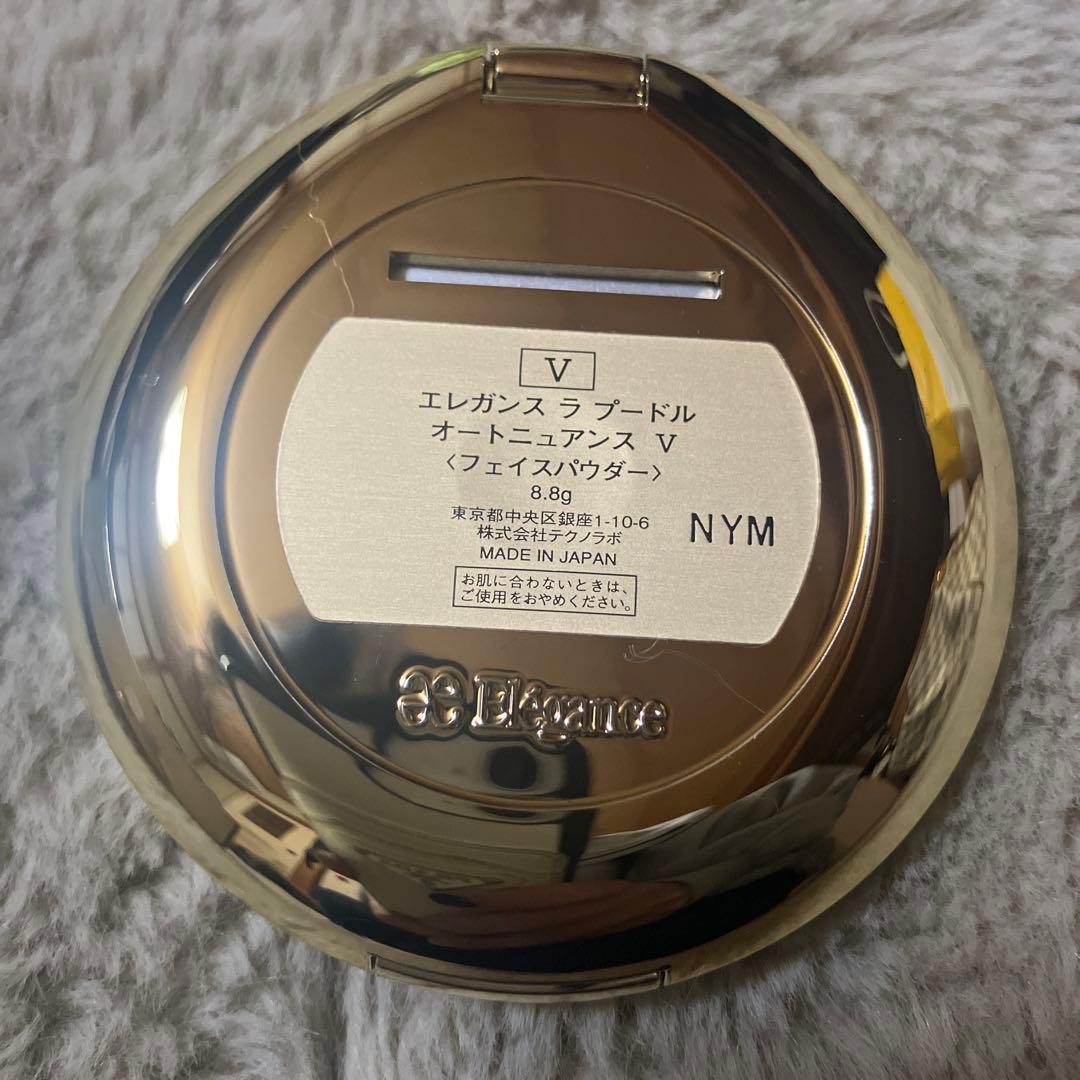 V
エレガンス ラ プードル
オートニュアンス V
〈フェイスパウダー〉
8.8g
東京都中央区銀座1-10-6
株式会社テクノラボ
MADE IN JAPAN
NYM
お肌に合わないときは、
ご使用をおやめください。
æ Elégance